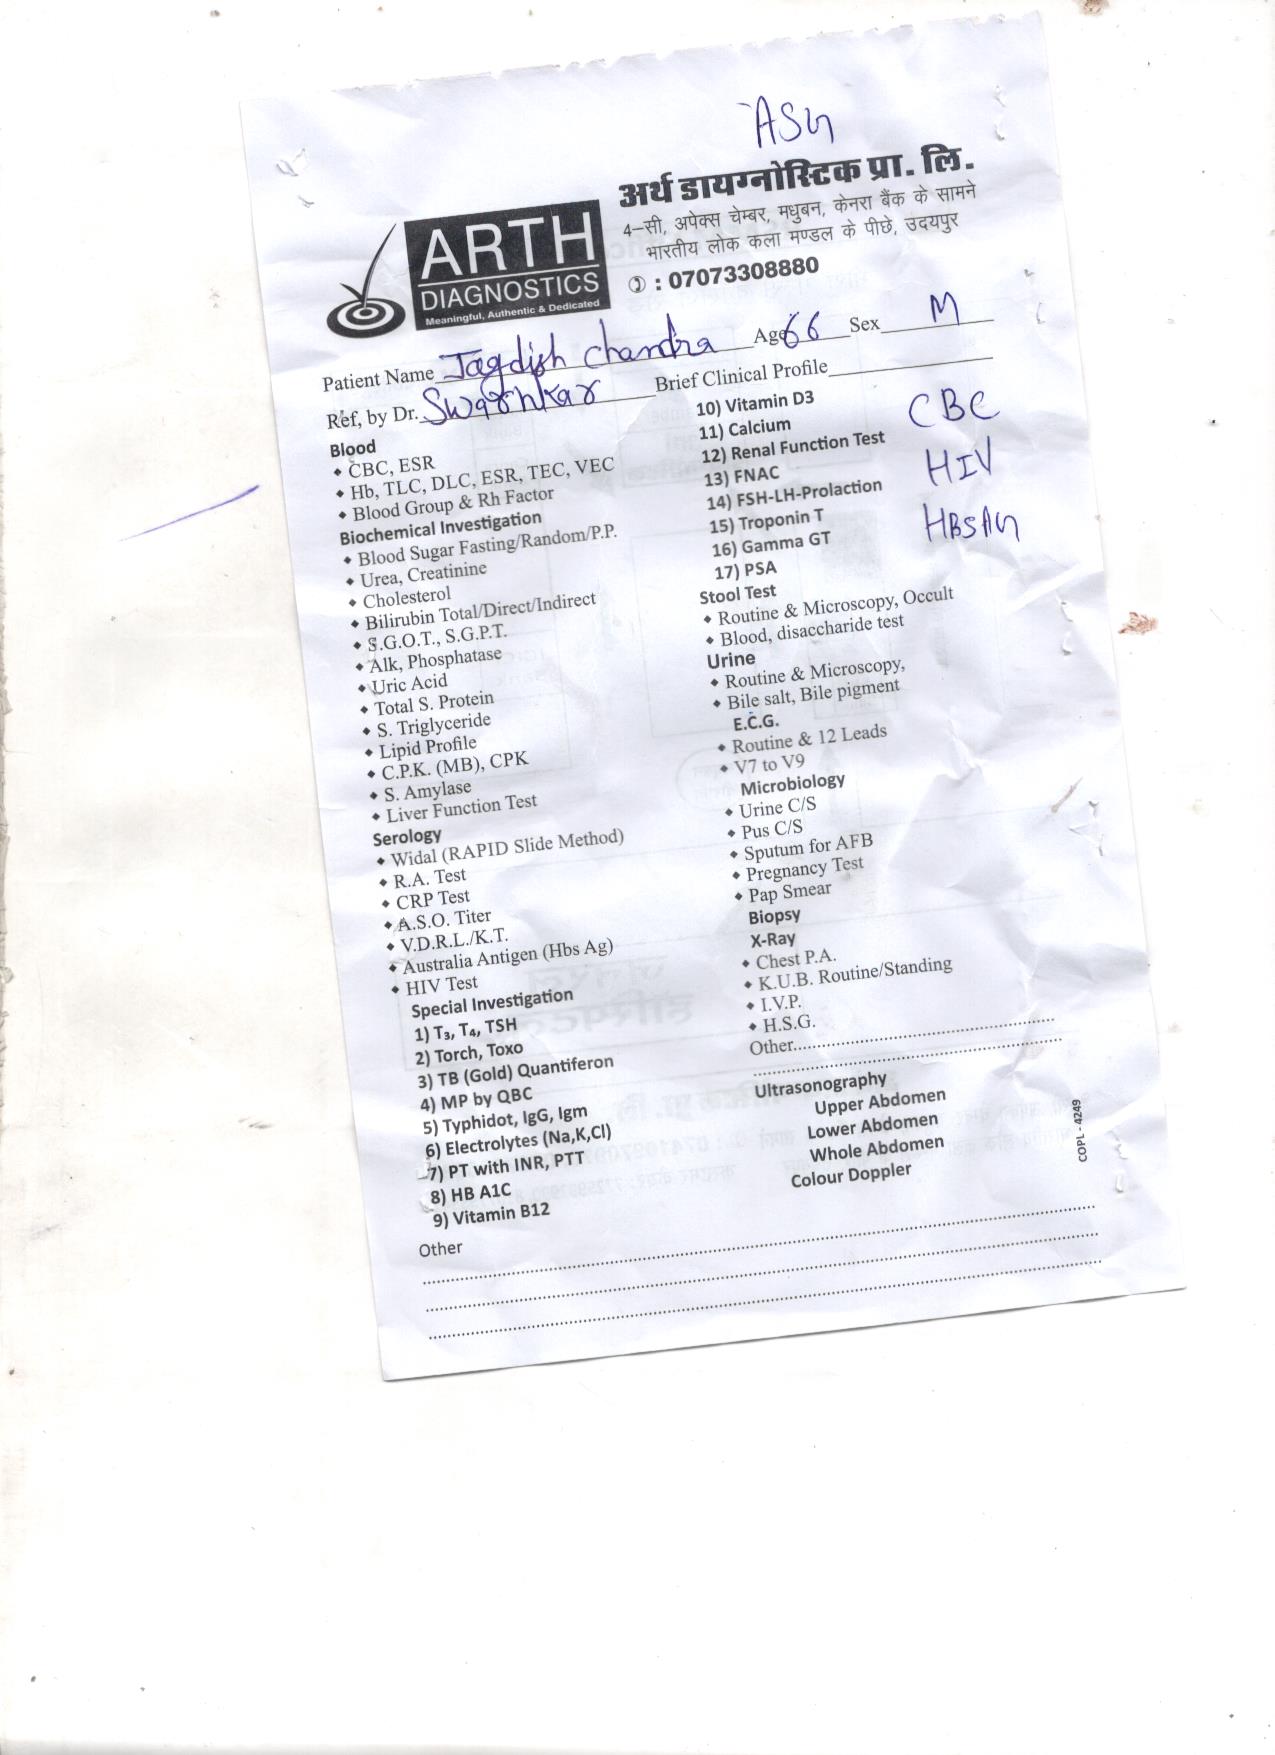 ASG
अर्थ डायग्नोस्टिक प्रा. लि.
4-सी, अपेक्स चेम्बर, मधुबन, केनरा बैंक के सामने
भारतीय लोक कला मण्डल के पीछे, उदयपुर
: 07073308880
ARTH
DIAGNOSTICS
Meaningful, Authentic & Dedicated
Patient Name Jagdish Chandra Age 66 Sex M
Ref, by Dr. Swarnkar Brief Clinical Profile
Blood
• CBC, ESR
• Hb, TLC, DLC, ESR, TEC, VEC
• Blood Group & Rh Factor
Biochemical Investigation
• Blood Sugar Fasting/Random/P.P.
• Urea, Creatinine
• Cholesterol
• Bilirubin Total/Direct/Indirect
• S.G.O.T., S.G.P.T.
• Alk, Phosphatase
• Uric Acid
• Total S. Protein
• S. Triglyceride
• Lipid Profile
• C.P.K. (MB), CPK
• S. Amylase
• Liver Function Test
Serology
• Widal (RAPID Slide Method)
• R.A. Test
• CRP Test
• A.S.O. Titer
• V.D.R.L./K.T.
• Australia Antigen (Hbs Ag)
• HIV Test
Special Investigation
1) T₃, T₄, TSH
2) Torch, Toxo
3) TB (Gold) Quantiferon
4) MP by QBC
5) Typhidot, IgG, Igm
6) Electrolytes (Na,K,Cl)
7) PT with INR, PTT
8) HB A1C
9) Vitamin B12
10) Vitamin D3
11) Calcium
12) Renal Function Test
13) FNAC
14) FSH-LH-Prolaction
15) Troponin T
16) Gamma GT
17) PSA
CBC
HIV
HBSAG
Stool Test
• Routine & Microscopy, Occult
• Blood, disaccharide test
Urine
• Routine & Microscopy,
• Bile salt, Bile pigment
E.C.G.
• Routine & 12 Leads
• V7 to V9
Microbiology
• Urine C/S
• Pus C/S
• Sputum for AFB
• Pregnancy Test
• Pap Smear
Biopsy
X-Ray
• Chest P.A.
• K.U.B. Routine/Standing
• I.V.P.
• H.S.G.
Other
Ultrasonography
Upper Abdomen
Lower Abdomen
Whole Abdomen
Colour Doppler
COPL - 4249
Other